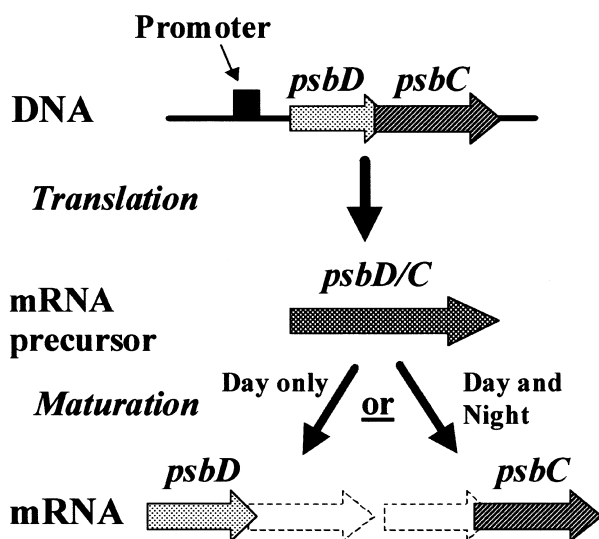 Promoter
psbD psbC
DNA
Translation
psbD/C
mRNA
precursor
Day only
Day and
Night
or
Maturation
psbD
psbC
mRNA